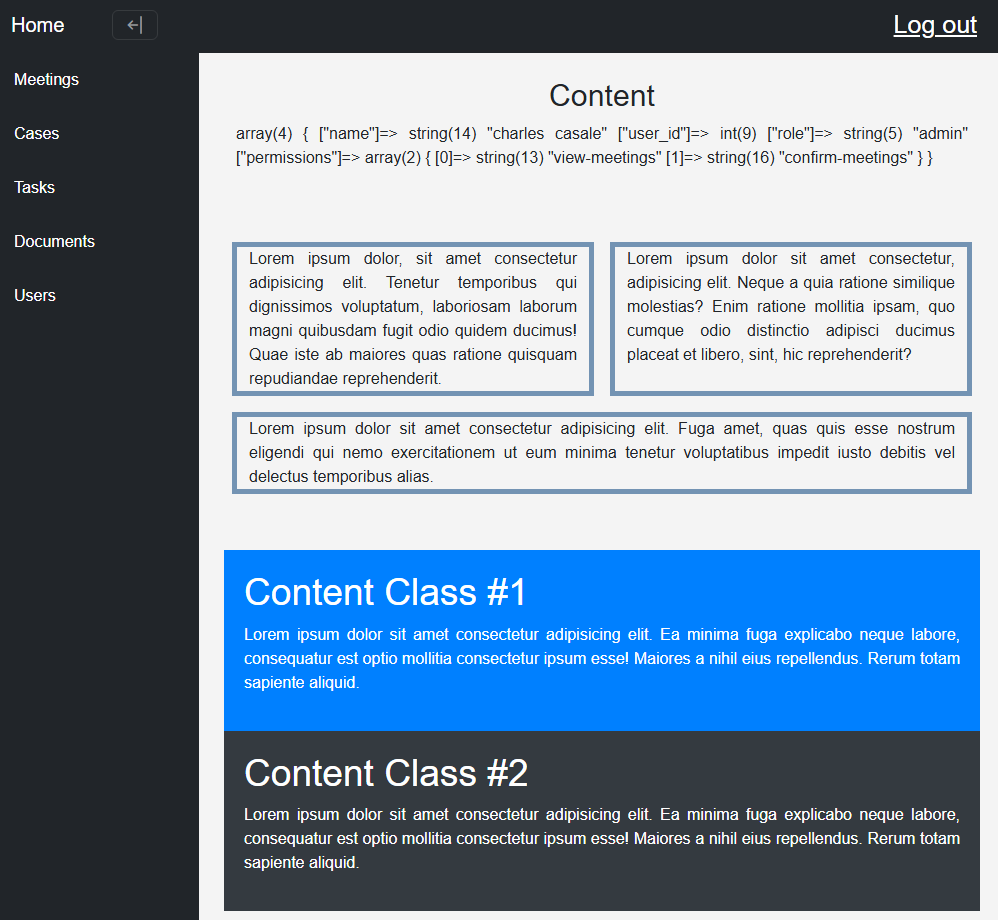 Home
Log out
Meetings
Cases
Tasks
Documents
Users
Content
array(4) { ["name"]=> string(14) "charles casale" ["user_id"]=> int(9) ["role"]=> string(5) "admin"
["permissions"]=> array(2) { [0]=> string(13) "view-meetings" [1]=> string(16) "confirm-meetings" } }
Lorem ipsum dolor, sit amet consectetur
adipisicing elit. Tenetur temporibus qui
dignissimos voluptatum, laboriosam laborum
magni quibusdam fugit odio quidem ducimus!
Quae iste ab maiores quas ratione quisquam
repudiandae reprehenderit.
Lorem ipsum dolor sit amet consectetur,
adipisicing elit. Neque a quia ratione similique
molestias? Enim ratione mollitia ipsam, quo
cumque odio distinctio adipisci ducimus
placeat et libero, sint, hic reprehenderit?
Lorem ipsum dolor sit amet consectetur adipisicing elit. Fuga amet, quas quis esse nostrum
eligendi qui nemo exercitationem ut eum minima tenetur voluptatibus impedit iusto debitis vel
delectus temporibus alias.
Content Class #1
Lorem ipsum dolor sit amet consectetur adipisicing elit. Ea minima fuga explicabo neque labore,
consequatur est optio mollitia consectetur ipsum esse! Maiores a nihil eius repellendus. Rerum totam
sapiente aliquid.
Content Class #2
Lorem ipsum dolor sit amet consectetur adipisicing elit. Ea minima fuga explicabo neque labore,
consequatur est optio mollitia consectetur ipsum esse! Maiores a nihil eius repellendus. Rerum totam
sapiente aliquid.